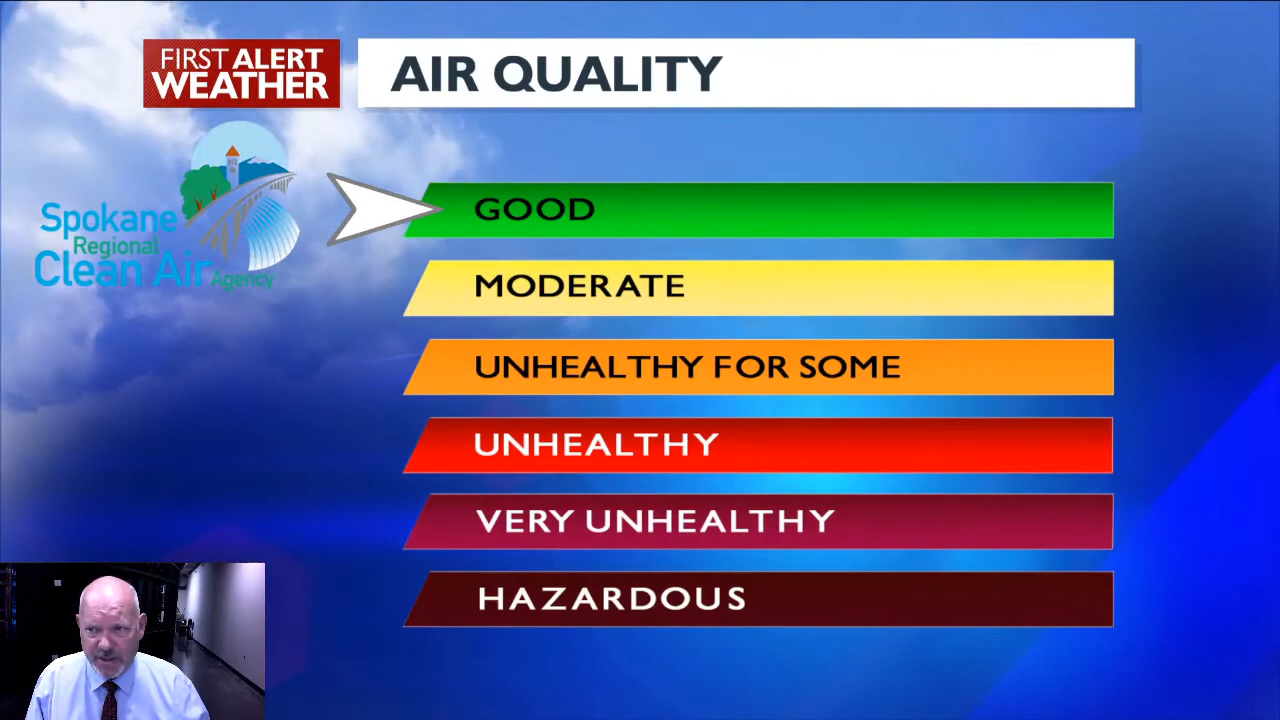 FIRST ALERT
WEATHER
AIR QUALITY
Spokane
Regional
Clean Air
Agency
GOOD
MODERATE
UNHEALTHY FOR SOME
UNHEALTHY
VERY UNHEALTHY
HAZARDOUS